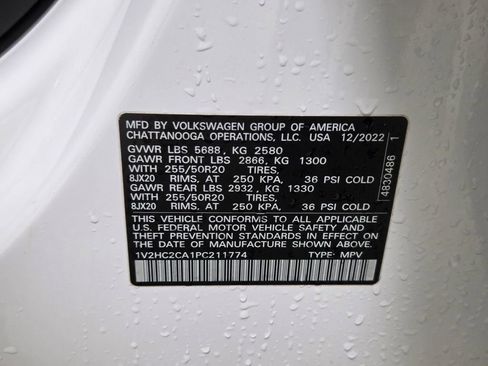 MFD BY VOLKSWAGEN GROUP OF AMERICA
CHATTANOOGA OPERATIONS, LLC. USA 12/2022
GVWR LBS 5688 , KG 2580
GAWR FRONT LBS 2866, KG 1300
WITH 255/50R20 TIRES,
8JX20 RIMS, AT 250 KPA, 36 PSI COLD
GAWR REAR LBS 2932, KG 1330
WITH 255/50R20 TIRES,
8JX20 RIMS, AT 250 KPA, 36 PSI COLD
THIS VEHICLE CONFORMS TO ALL APPLICABLE
U.S. FEDERAL MOTOR VEHICLE SAFETY AND
THEFT PREVENTION STANDARDS IN EFFECT ON
THE DATE OF MANUFACTURE SHOWN ABOVE.
1V2HC2CA1PC211774 TYPE: MPV
4830486 1